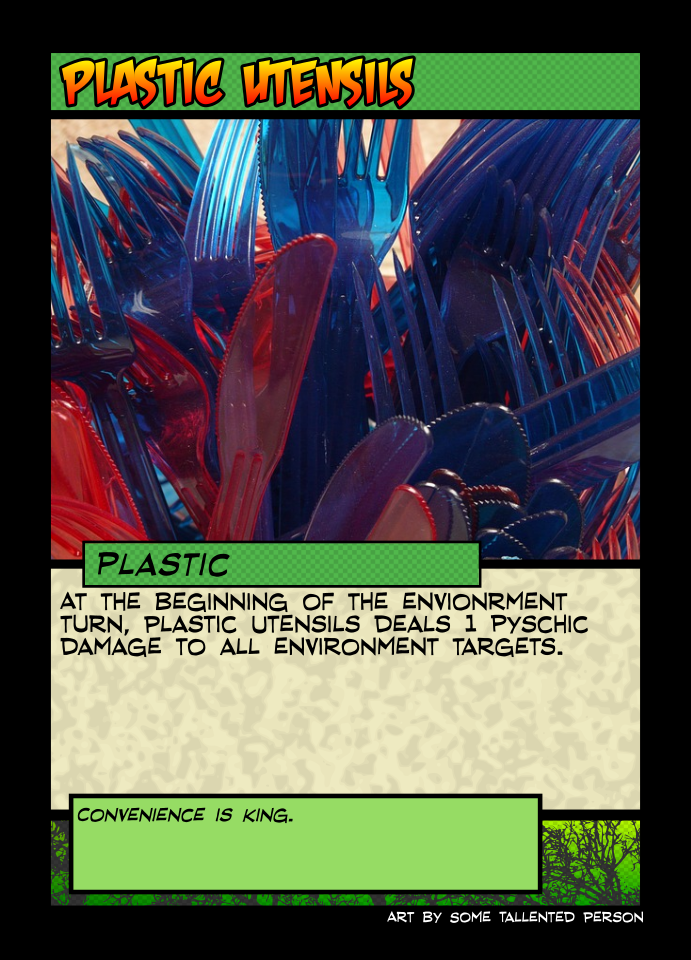 PLASTIC UTENSILS
PLASTIC
AT THE BEGINNING OF THE ENVIONRMENT
TURN, PLASTIC UTENSILS DEALS 1 PYSCHIC
DAMAGE TO ALL ENVIRONMENT TARGETS.
CONVENIENCE IS KING.
ART BY SOME TALLENTED PERSON